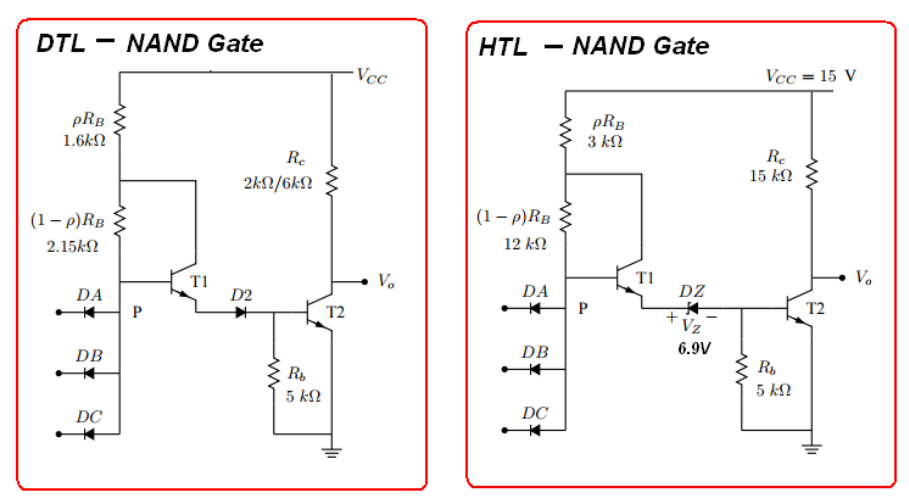 DTL – NAND Gate
V_CC
ρR_B
1.6kΩ
R_c
2kΩ/6kΩ
(1 − ρ)R_B
2.15kΩ
T1
V_o
DA
P
D2
T2
DB
R_b
5 kΩ
DC
HTL – NAND Gate
V_CC = 15 V
ρR_B
3 kΩ
R_c
15 kΩ
(1 − ρ)R_B
12 kΩ
T1
V_o
DA
P
DZ
T2
+ V_Z −
6.9V
DB
R_b
5 kΩ
DC